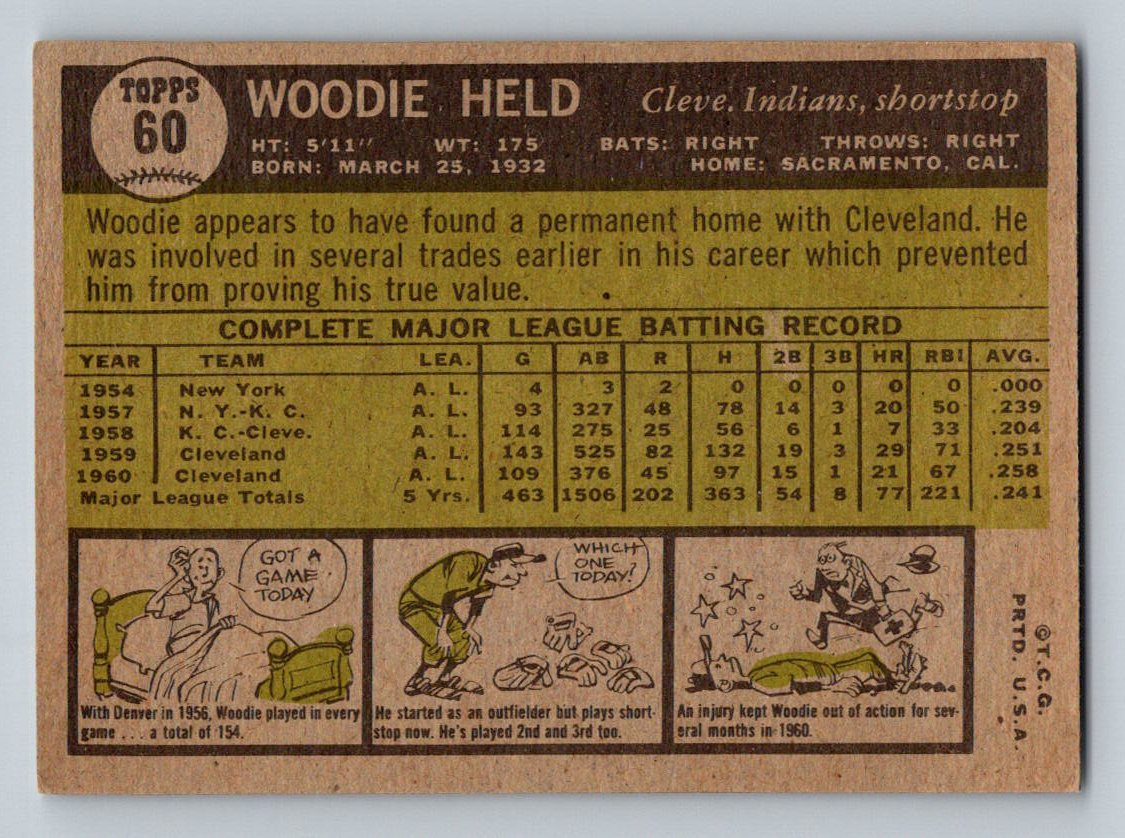 TOPPS
60
WOODIE HELD
Cleve. Indians, shortstop
HT: 5'11" WT: 175 BATS: RIGHT THROWS: RIGHT
BORN: MARCH 25, 1932 HOME: SACRAMENTO, CAL.
Woodie appears to have found a permanent home with Cleveland. He
was involved in several trades earlier in his career which prevented
him from proving his true value.
COMPLETE MAJOR LEAGUE BATTING RECORD
YEAR TEAM LEA. G AB R H 2B 3B HR RBI AVG.
1954 New York A. L. 4 3 2 0 0 0 0 0 .000
1957 N. Y.-K. C. A. L. 93 327 48 78 14 3 20 50 .239
1958 K. C.-Cleve. A. L. 114 275 25 56 6 1 7 33 .204
1959 Cleveland A. L. 143 525 82 132 19 3 29 71 .251
1960 Cleveland A. L. 109 376 45 97 15 1 21 67 .258
Major League Totals 5 Yrs. 463 1506 202 363 54 8 77 221 .241
GOT A
GAME
TODAY
With Denver in 1956, Woodie played in every
game . . . a total of 154.
WHICH
ONE
TODAY?
He started as an outfielder but plays short-
stop now. He's played 2nd and 3rd too.
An injury kept Woodie out of action for sev-
eral months in 1960.
©T.C.G.
PRTD. U.S.A.